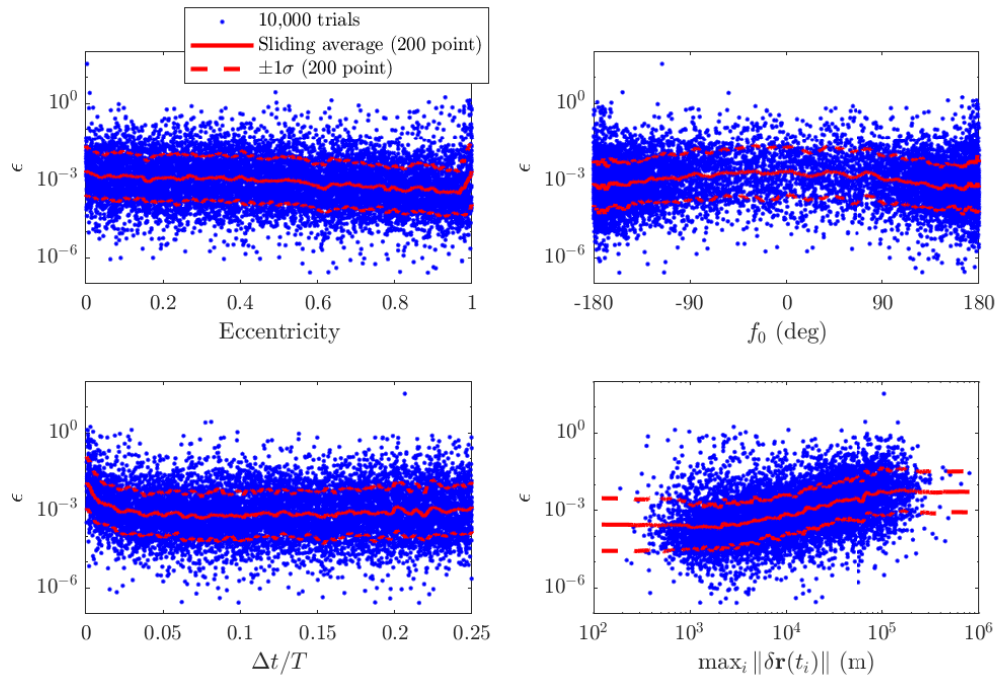 10,000 trials
Sliding average (200 point)
±1σ (200 point)
10^0
10^-3
10^-6
ϵ
0 0.2 0.4 0.6 0.8 1
Eccentricity
10^0
10^-3
10^-6
ϵ
-180 -90 0 90 180
f_0 (deg)
10^0
10^-3
10^-6
ϵ
0 0.05 0.1 0.15 0.2 0.25
Δt/T
10^0
10^-3
10^-6
ϵ
10^2 10^3 10^4 10^5 10^6
max_i ‖δr(t_i)‖ (m)